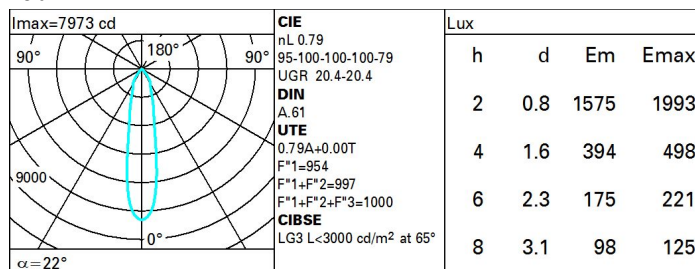 Imax=7973 cd
90°
180°
90°
9000
0°
α=22°
CIE
nL 0.79
95-100-100-100-79
UGR 20.4-20.4
DIN
A.61
UTE
0.79A+0.00T
F"1=954
F"1+F"2=997
F"1+F"2+F"3=1000
CIBSE
LG3 L<3000 cd/m² at 65°
Lux
h d Em Emax
2 0.8 1575 1993
4 1.6 394 498
6 2.3 175 221
8 3.1 98 125